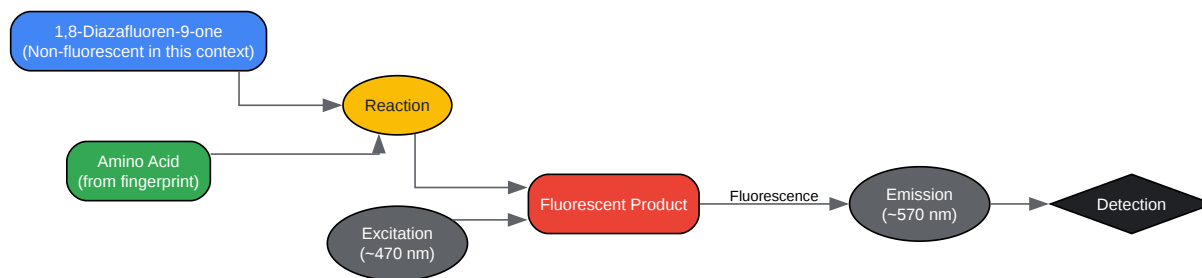 1,8-Diazafluoren-9-one
(Non-fluorescent in this context)
Reaction
Amino Acid
(from fingerprint)
Excitation
(~470 nm)
Fluorescent Product
Fluorescence
Emission
(~570 nm)
Detection